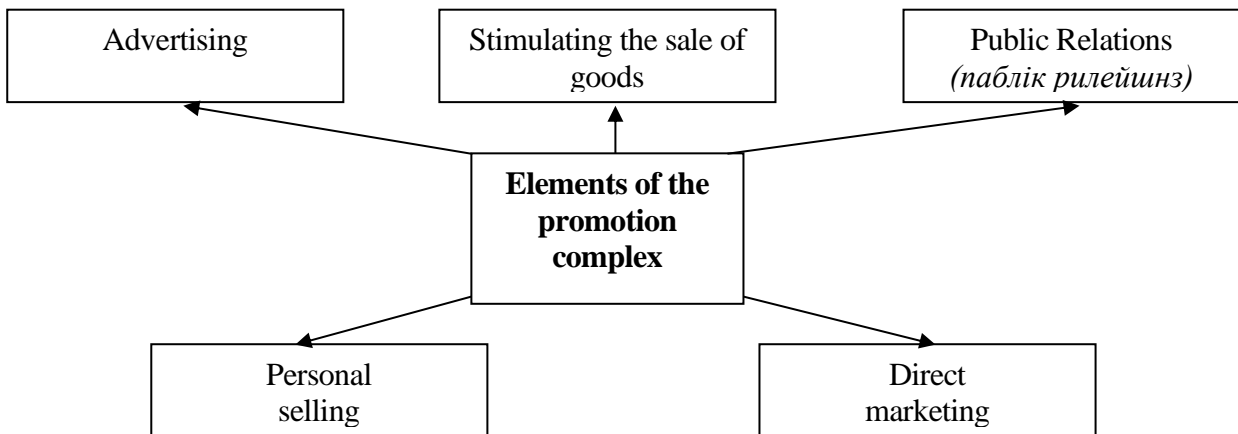 Advertising
Stimulating the sale of
goods
Public Relations
(паблік рилейшнз)
Elements of the
promotion
complex
Personal
selling
Direct
marketing